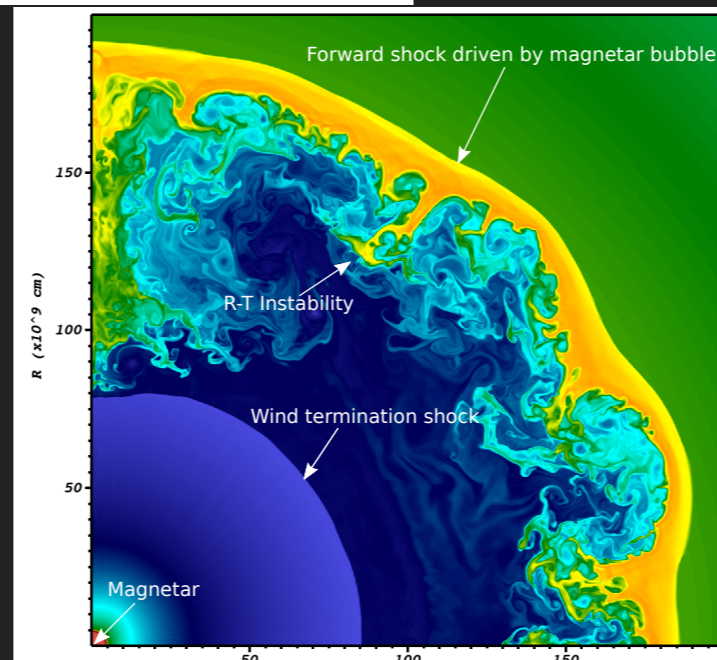 Forward shock driven by magnetar bubble
150
R-T Instability
100
R (x10^9 cm)
Wind termination shock
50
Magnetar
50
100
150